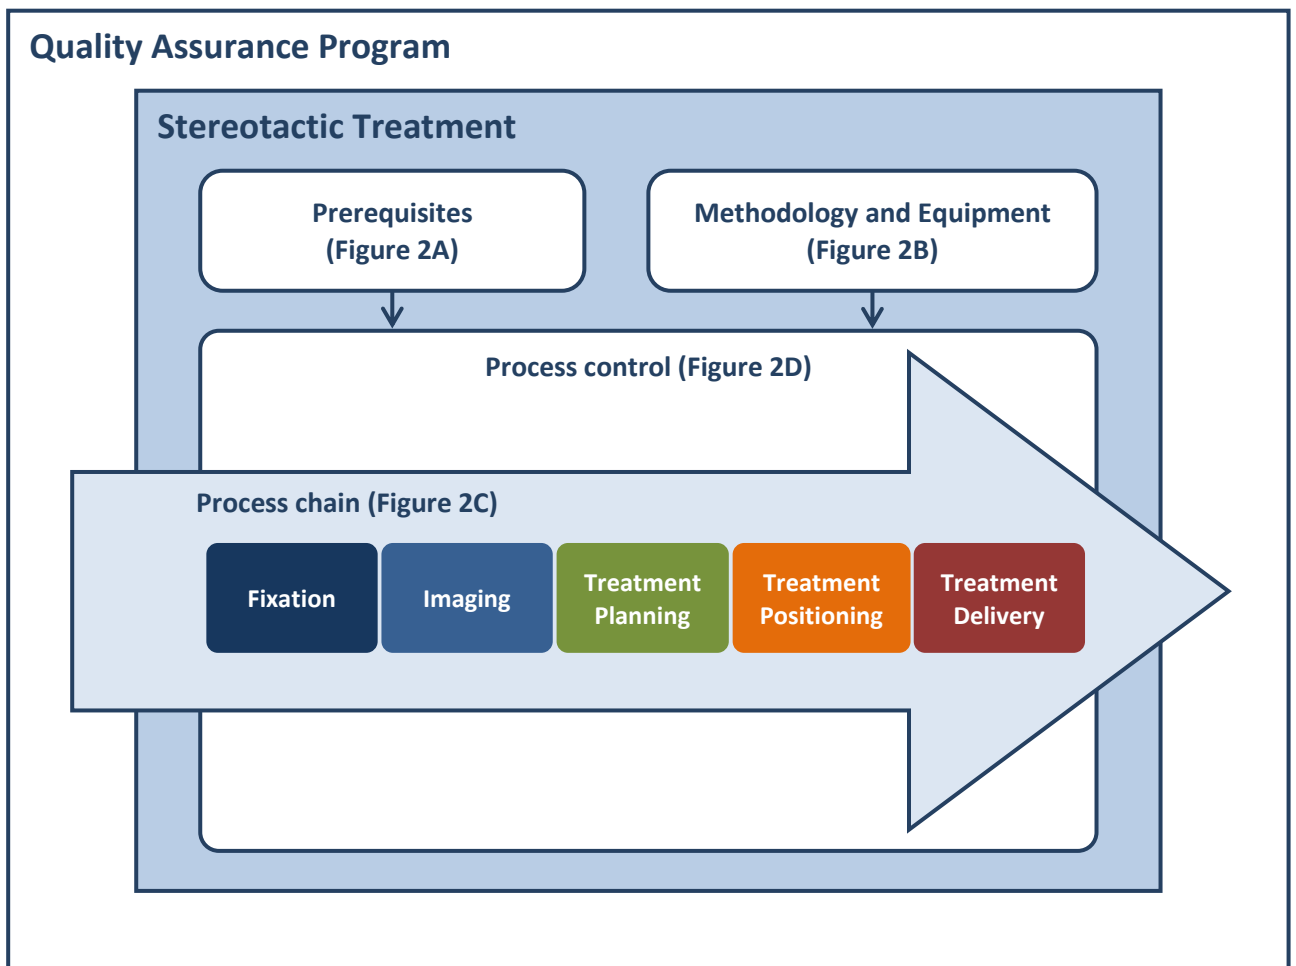 Quality Assurance Program
Stereotactic Treatment
Prerequisites
(Figure 2A)
Methodology and Equipment
(Figure 2B)
Process control (Figure 2D)
Process chain (Figure 2C)
Fixation
Imaging
Treatment
Planning
Treatment
Positioning
Treatment
Delivery